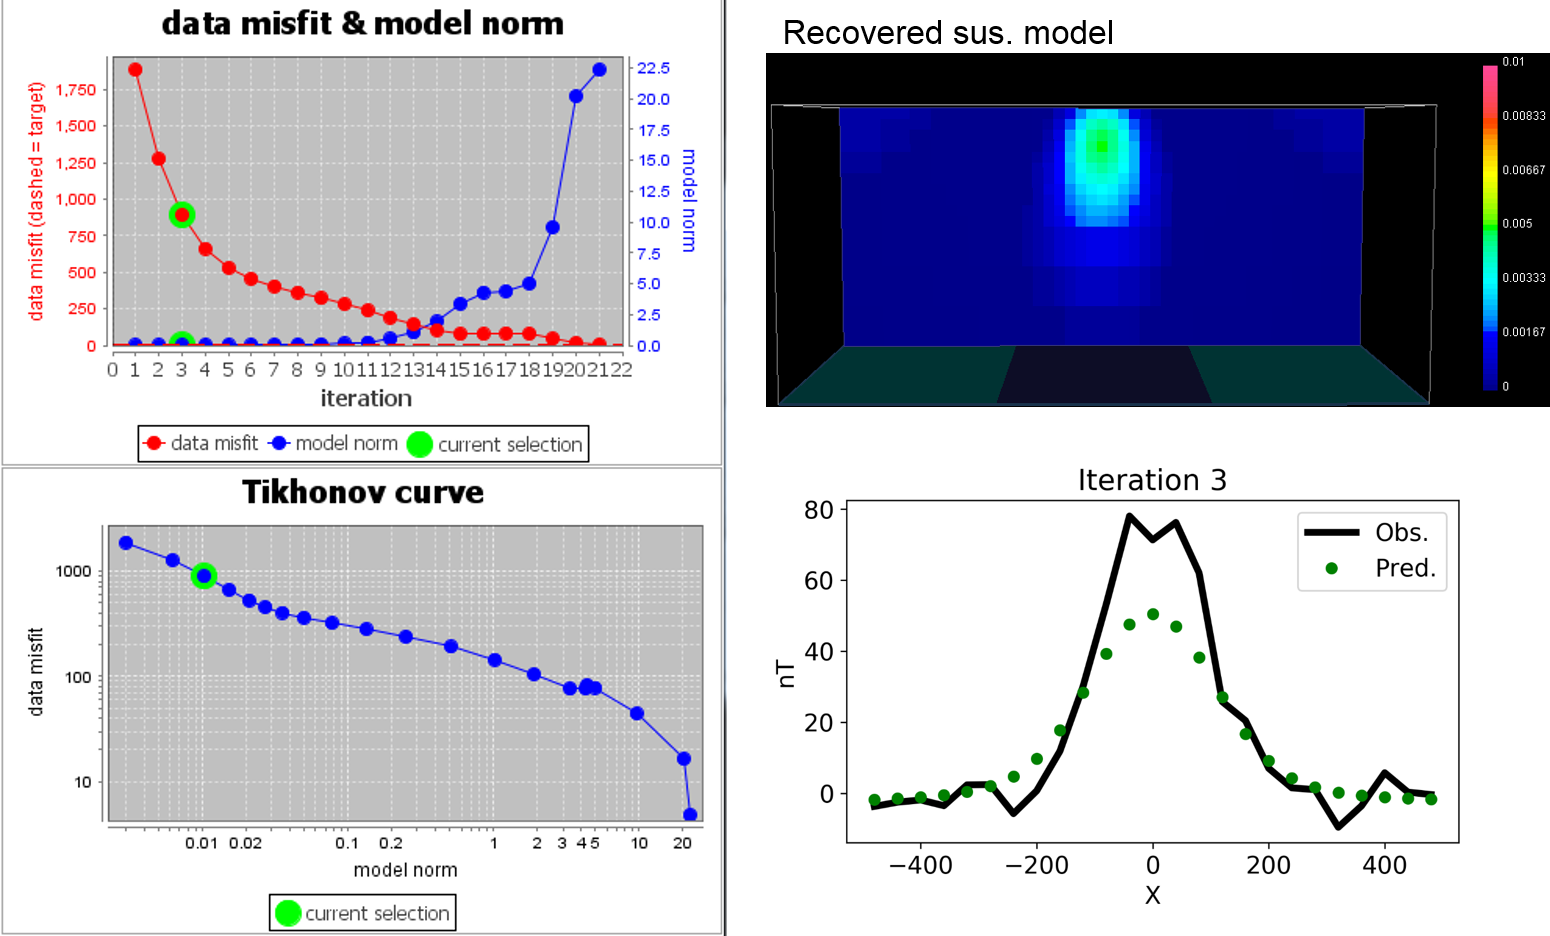 data misfit & model norm
data misfit (dashed = target)
1,750
1,500
1,250
1,000
750
500
250
0
22.5
20.0
17.5
15.0
12.5
10.0
7.5
5.0
2.5
0.0
model norm
0 1 2 3 4 5 6 7 8 9 10 11 12 13 14 15 16 17 18 19 20 21 22
iteration
data misfit model norm current selection
Tikhonov curve
data misfit
1000
100
10
0.01 0.02 0.1 0.2 1 2 3 4 5 10 20
model norm
current selection
Recovered sus. model
0.01
0.00833
0.00667
0.005
0.00333
0.00167
0
Iteration 3
nT
80
60
40
20
0
Obs.
Pred.
−400 −200 0 200 400
X